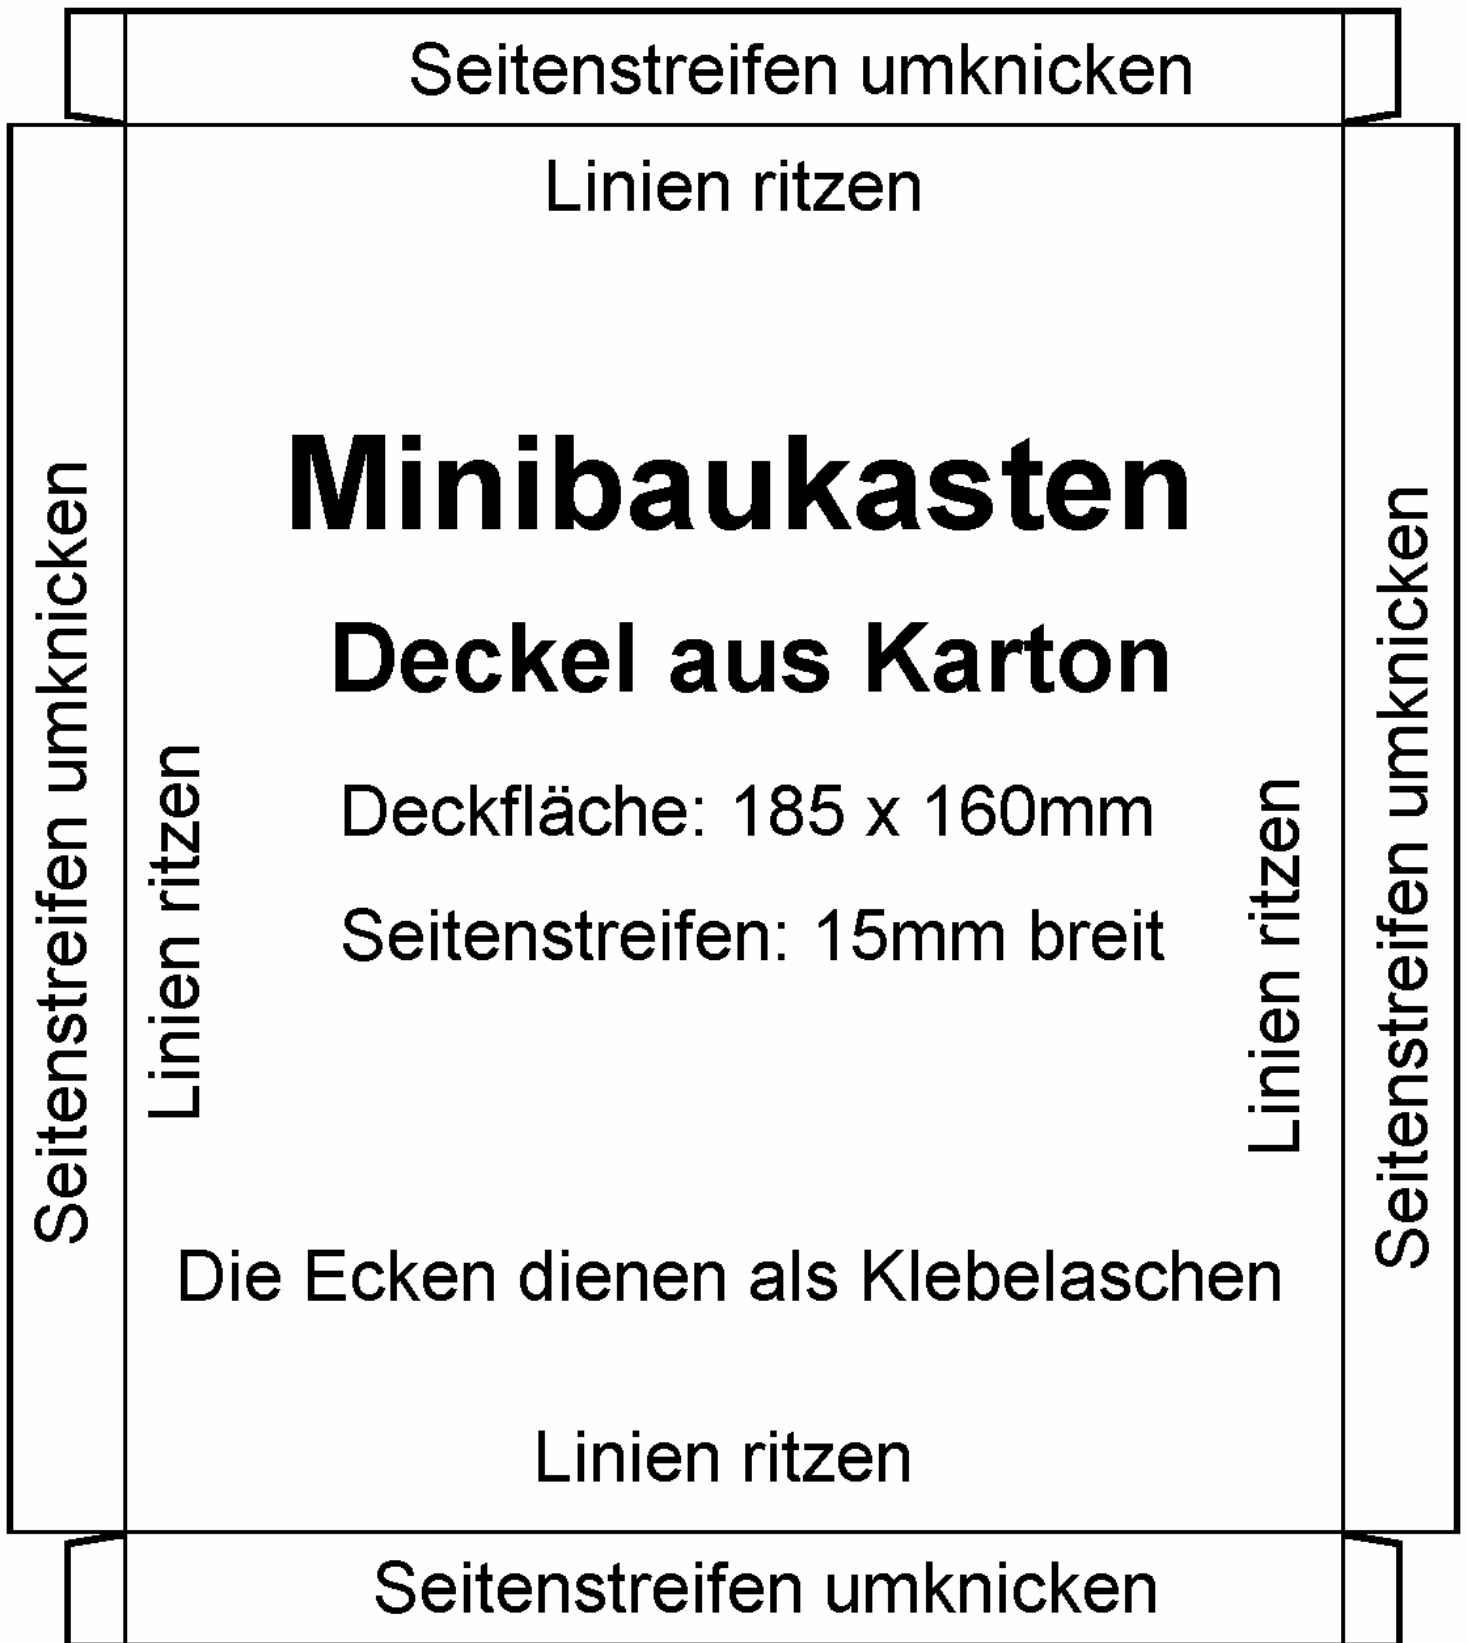 Seitenstreifen umknicken
Linien ritzen
Minibaukasten
Deckel aus Karton
Deckfläche: 185 x 160mm
Seitenstreifen: 15mm breit
Seitenstreifen umknicken
Linien ritzen
Linien ritzen
Seitenstreifen umknicken
Die Ecken dienen als Klebelaschen
Linien ritzen
Seitenstreifen umknicken